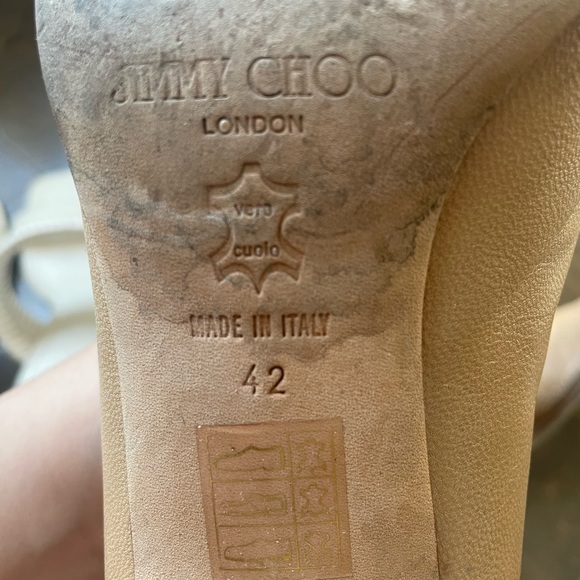 JIMMY CHOO
LONDON
vero
cuoio
MADE IN ITALY
42